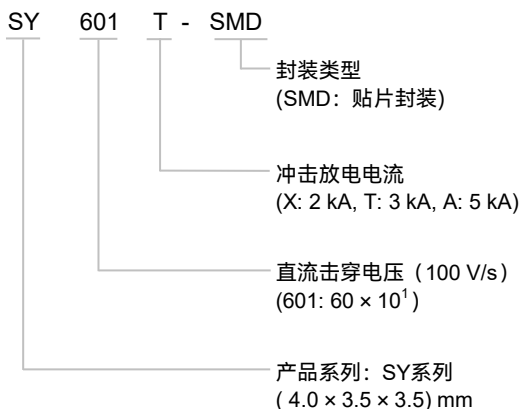 SY 601 T - SMD
封装类型
(SMD：贴片封装)
冲击放电电流
(X: 2 kA, T: 3 kA, A: 5 kA)
直流击穿电压（100 V/s）
(601: 60 × 10¹)
产品系列：SY系列
( 4.0 × 3.5 × 3.5) mm